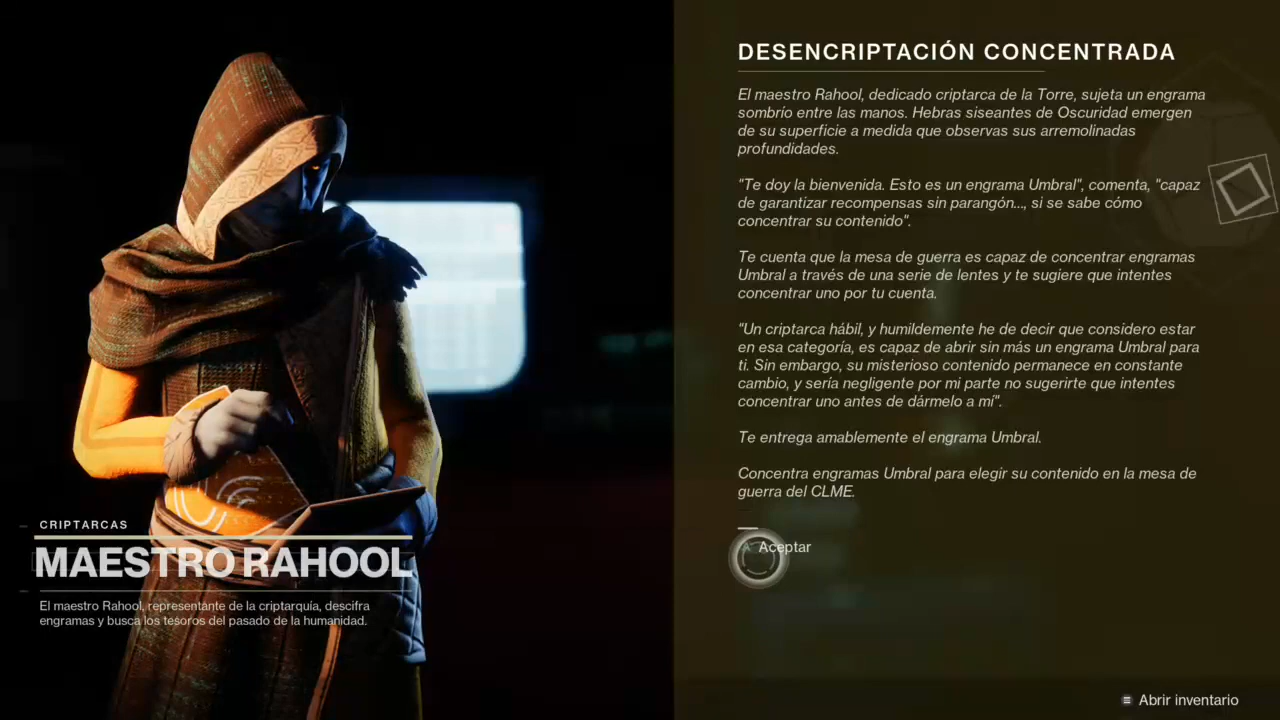 DESENCRIPTACIÓN CONCENTRADA
El maestro Rahool, dedicado criptarca de la Torre, sujeta un engrama
sombrío entre las manos. Hebras siseantes de Oscuridad emergen
de su superficie a medida que observas sus arremolinadas
profundidades.
"Te doy la bienvenida. Esto es un engrama Umbral", comenta, "capaz
de garantizar recompensas sin parangón..., si se sabe cómo
concentrar su contenido".
Te cuenta que la mesa de guerra es capaz de concentrar engramas
Umbral a través de una serie de lentes y te sugiere que intentes
concentrar uno por tu cuenta.
"Un criptarca hábil, y humildemente he de decir que considero estar
en esa categoría, es capaz de abrir sin más un engrama Umbral para
ti. Sin embargo, su misterioso contenido permanece en constante
cambio, y sería negligente por mi parte no sugerirte que intentes
concentrar uno antes de dármelo a mí".
Te entrega amablemente el engrama Umbral.
Concentra engramas Umbral para elegir su contenido en la mesa de
guerra del CLME.
A Aceptar
CRIPTARCAS
MAESTRO RAHOOL
El maestro Rahool, representante de la criptarquía, descifra
engramas y busca los tesoros del pasado de la humanidad.
Abrir inventario